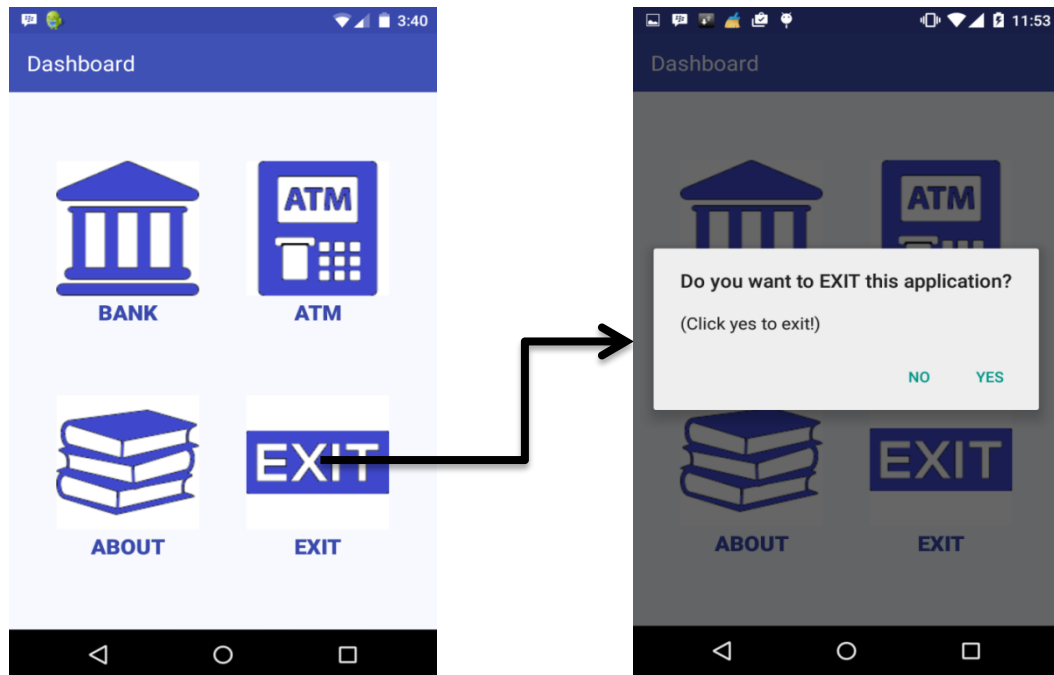 3:40
Dashboard
ATM
BANK
ATM
EXIT
ABOUT
EXIT
11:53
Dashboard
ATM
Do you want to EXIT this application?
(Click yes to exit!)
NO
YES
EXIT
ABOUT
EXIT